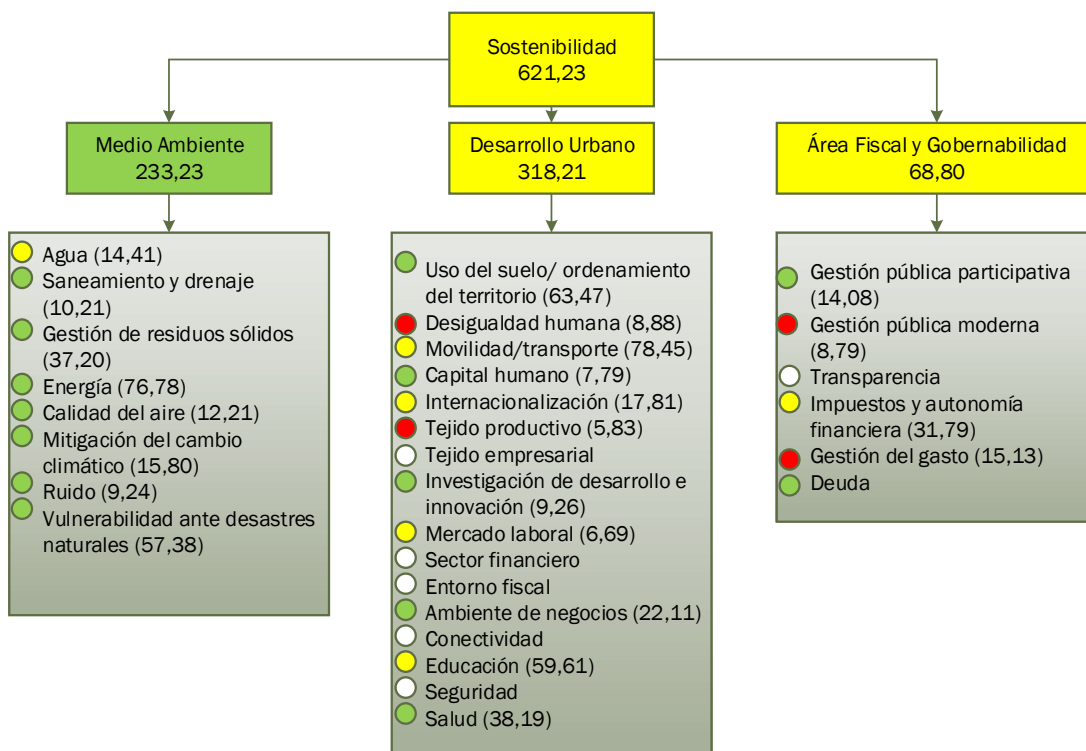 Sostenibilidad
621,23
Medio Ambiente
233,23
Desarrollo Urbano
318,21
Área Fiscal y Gobernabilidad
68,80
Agua (14,41)
Saneamiento y drenaje
(10,21)
Gestión de residuos sólidos
(37,20)
Energía (76,78)
Calidad del aire (12,21)
Mitigación del cambio
climático (15,80)
Ruido (9,24)
Vulnerabilidad ante desastres
naturales (57,38)
Uso del suelo/ ordenamiento
del territorio (63,47)
Desigualdad humana (8,88)
Movilidad/transporte (78,45)
Capital humano (7,79)
Internacionalización (17,81)
Tejido productivo (5,83)
Tejido empresarial
Investigación de desarrollo e
innovación (9,26)
Mercado laboral (6,69)
Sector financiero
Entorno fiscal
Ambiente de negocios (22,11)
Conectividad
Educación (59,61)
Seguridad
Salud (38,19)
Gestión pública participativa
(14,08)
Gestión pública moderna
(8,79)
Transparencia
Impuestos y autonomía
financiera (31,79)
Gestión del gasto (15,13)
Deuda